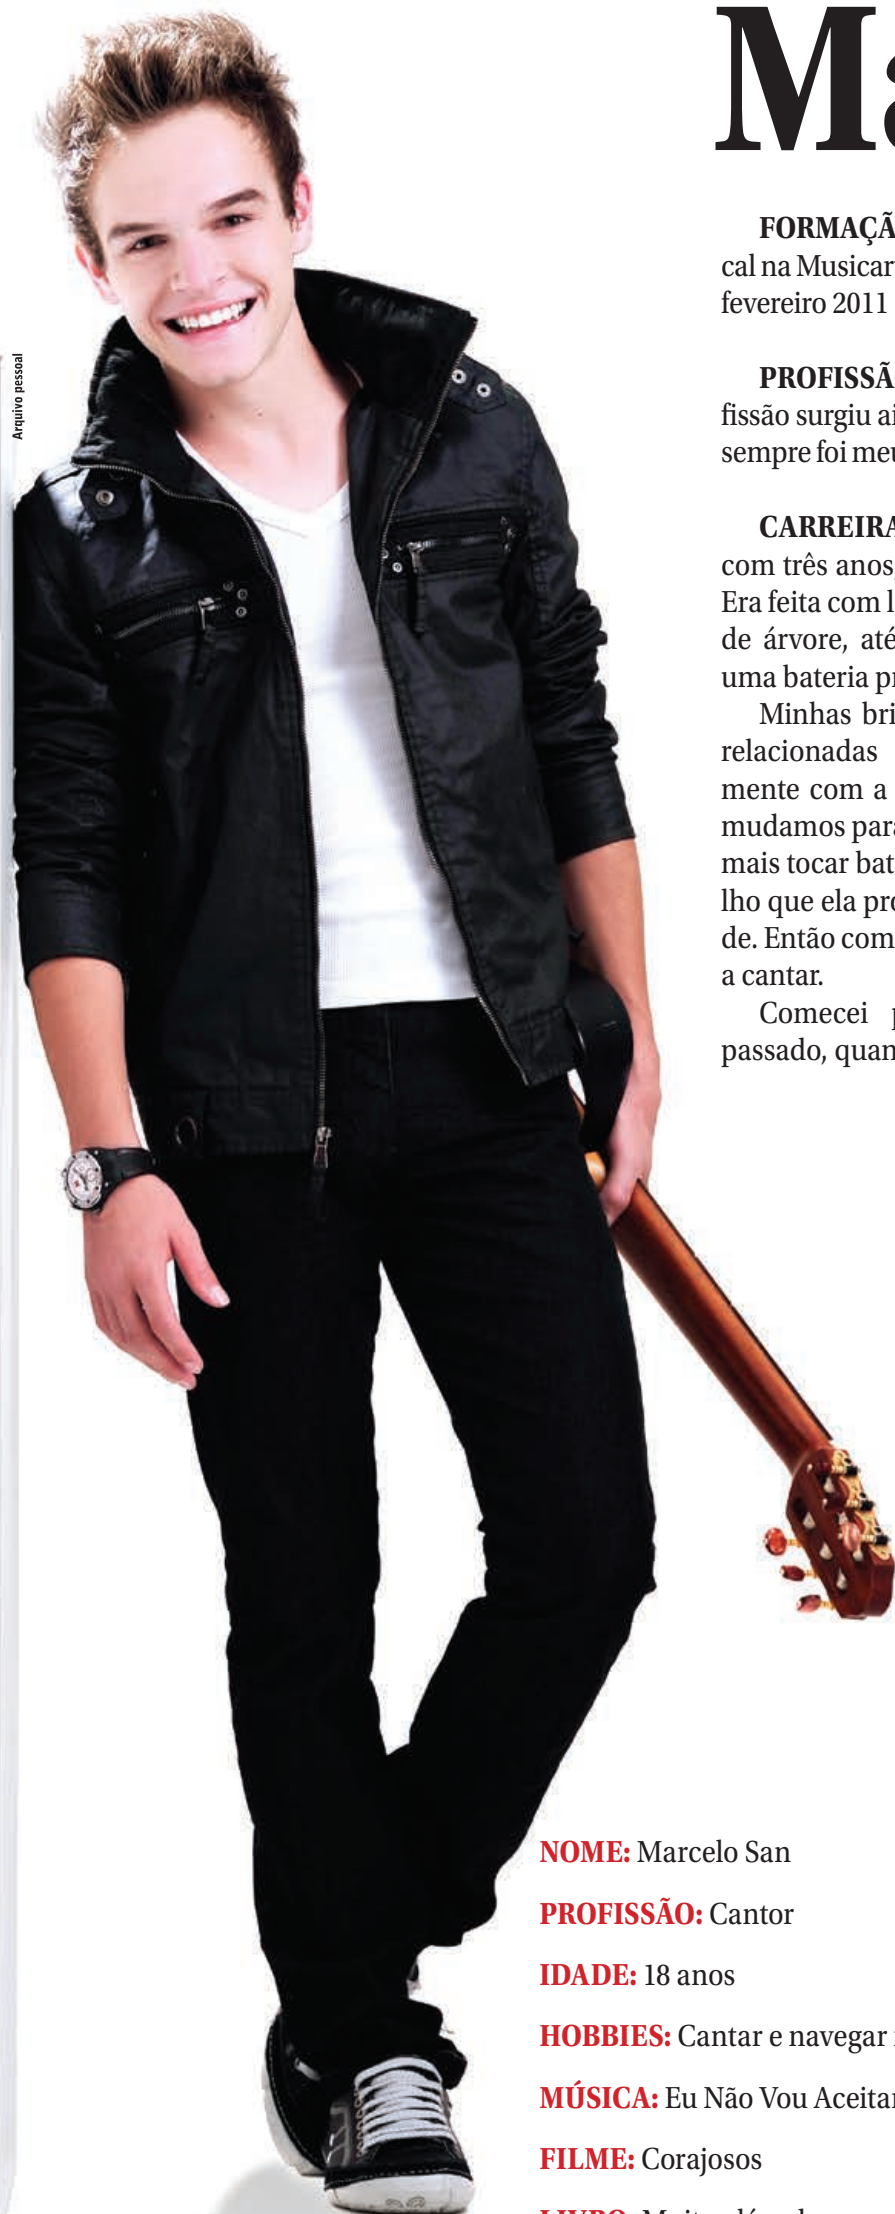 Ma
FORMAÇÃ
cal na Musicar
fevereiro 2011
PROFISSÃ
fissão surgiu ai
sempre foi meu
CARREIRA
com três anos,
Era feita com l
de árvore, até
uma bateria pr
Minhas bri
relacionadas
mente com a
mudamos para
mais tocar bat
lho que ela pro
de. Então com
a cantar.
Comecei p
passado, quan
Arquivo pessoal
NOME: Marcelo San
PROFISSÃO: Cantor
IDADE: 18 anos
HOBBIES: Cantar e navegar
MÚSICA: Eu Não Vou Aceitar
FILME: Corajosos